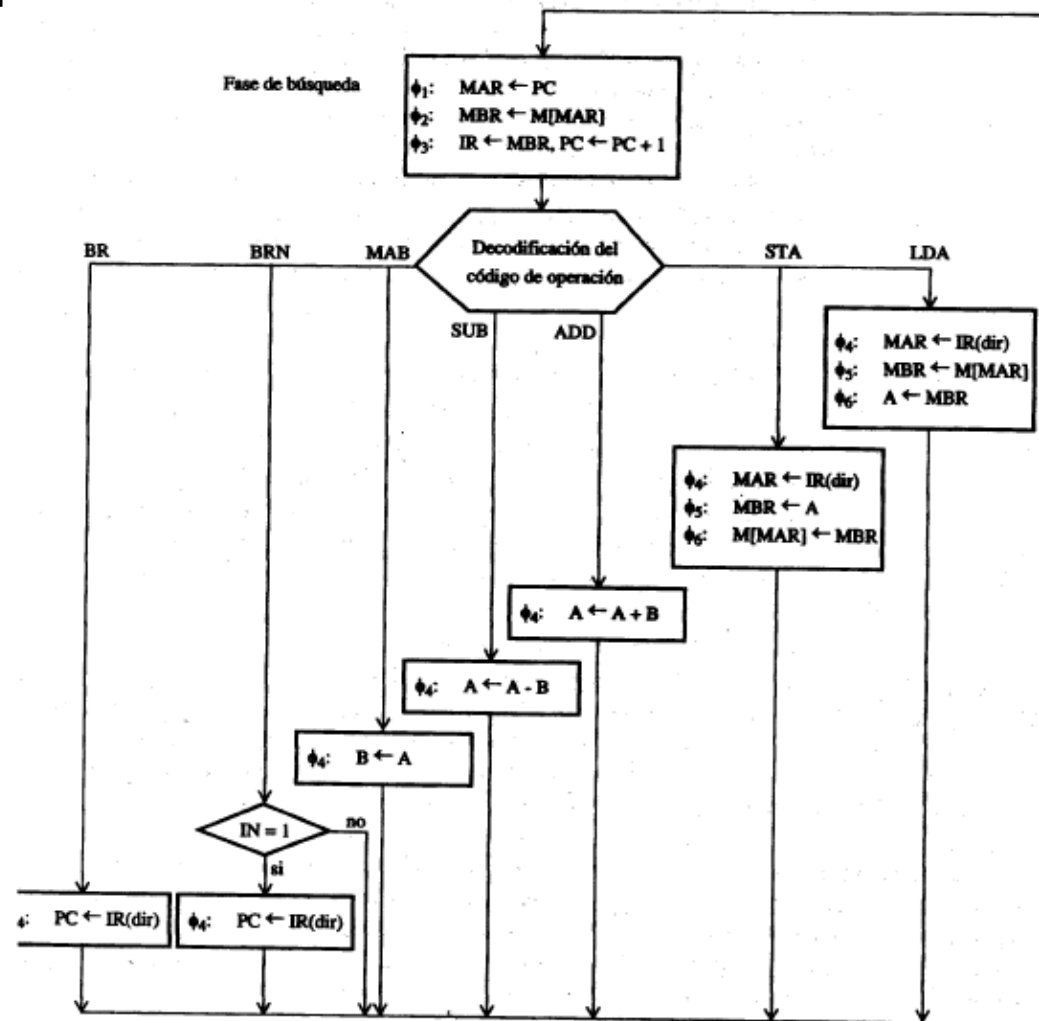 Fase de búsqueda
ϕ1: MAR ← PC
ϕ2: MBR ← M[MAR]
ϕ3: IR ← MBR, PC ← PC + 1
Decodificación del
código de operación
BR
BRN
MAB
SUB
ADD
STA
LDA
ϕ4: MAR ← IR(dir)
ϕ5: MBR ← M[MAR]
ϕ6: A ← MBR
ϕ4: MAR ← IR(dir)
ϕ5: MBR ← A
ϕ6: M[MAR] ← MBR
ϕ4: A ← A + B
ϕ4: A ← A - B
ϕ4: B ← A
IN = 1
no
si
4: PC ← IR(dir)
ϕ4: PC ← IR(dir)